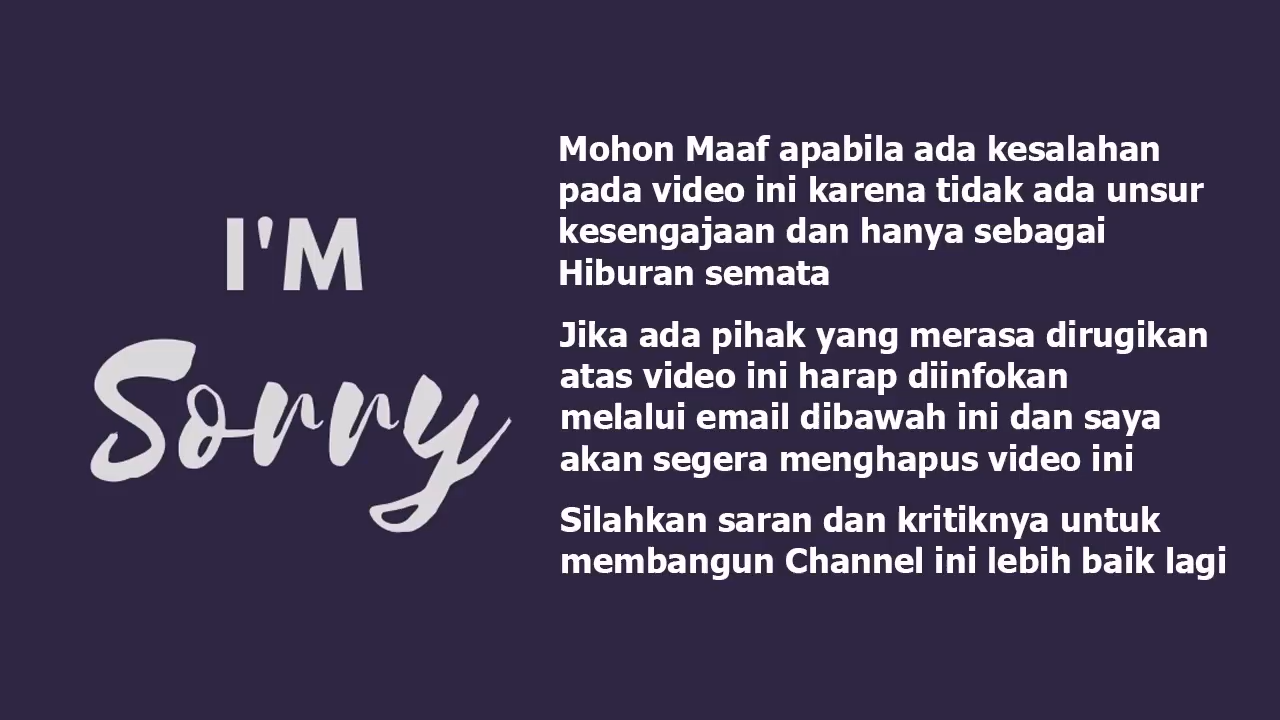 I'M
Sorry
Mohon Maaf apabila ada kesalahan
pada video ini karena tidak ada unsur
kesengajaan dan hanya sebagai
Hiburan semata
Jika ada pihak yang merasa dirugikan
atas video ini harap diinfokan
melalui email dibawah ini dan saya
akan segera menghapus video ini
Silahkan saran dan kritiknya untuk
membangun Channel ini lebih baik lagi